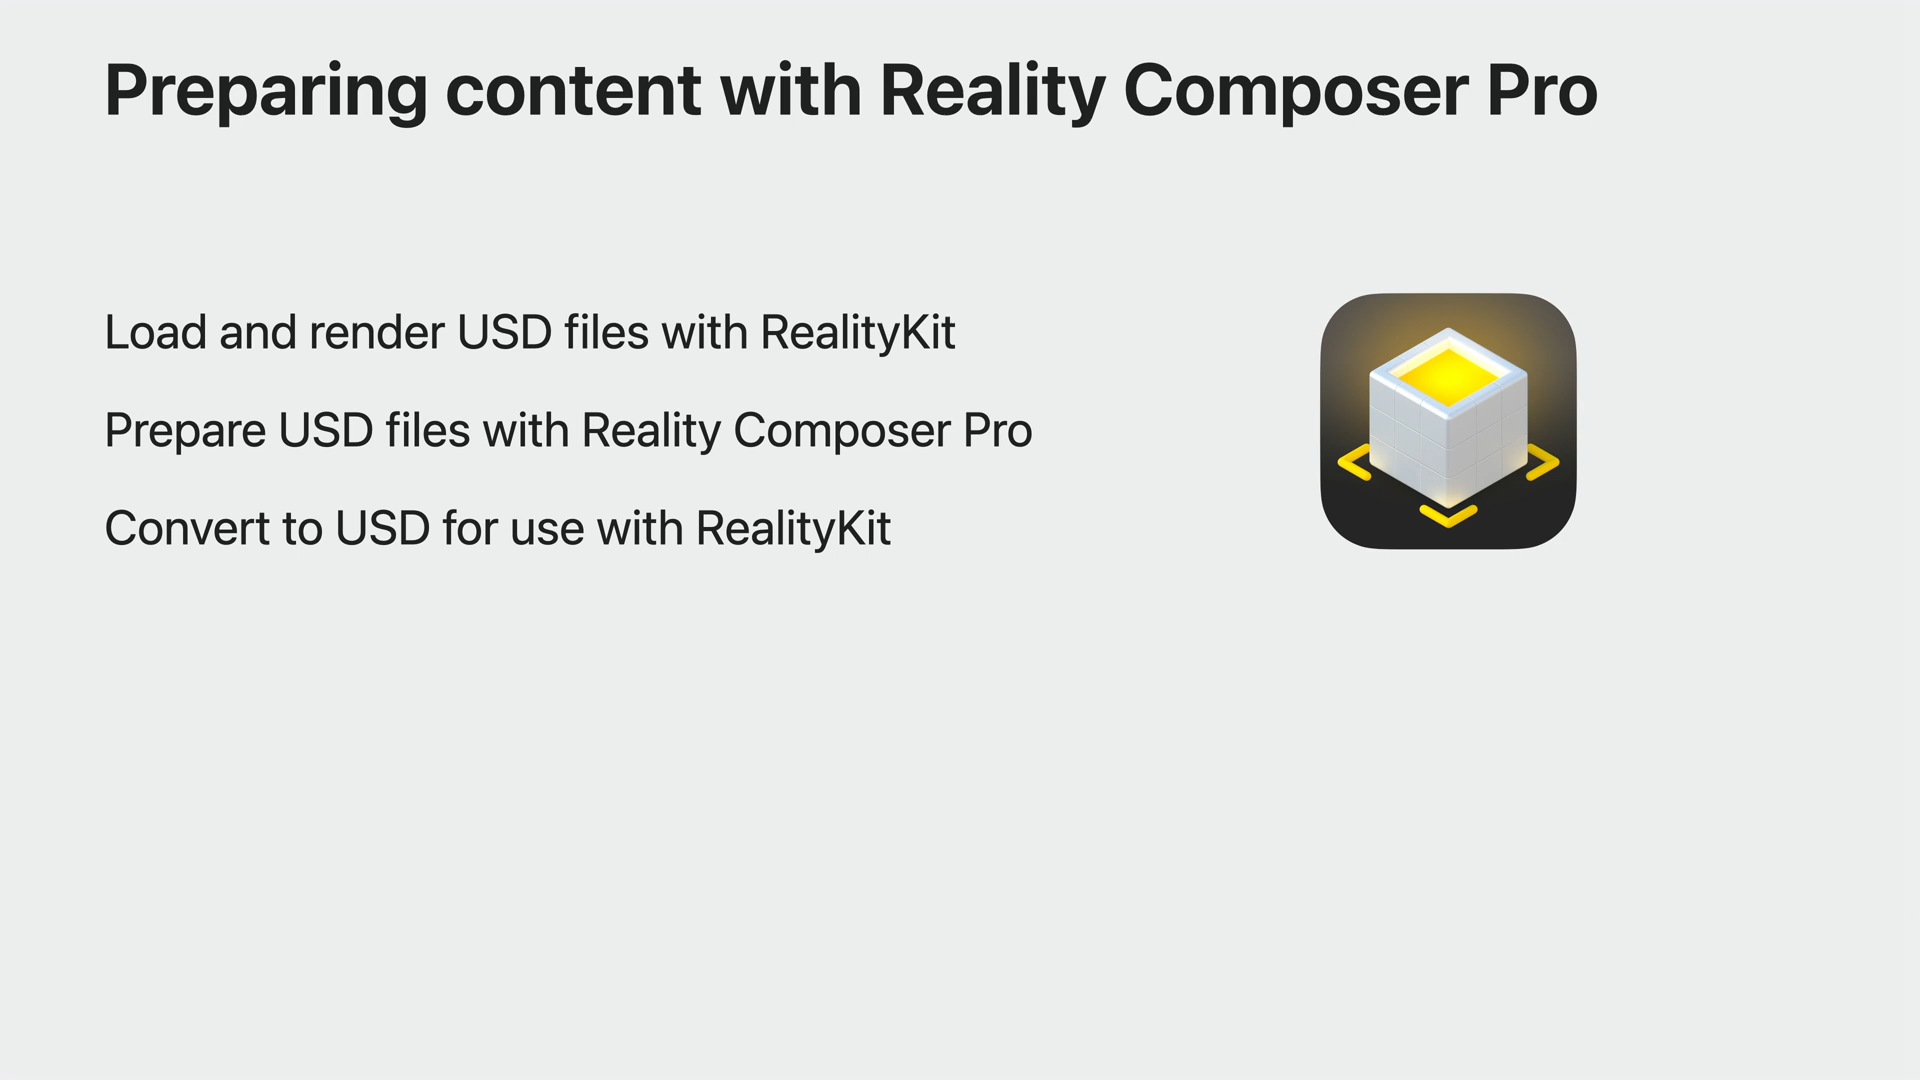 Preparing content with Reality Composer Pro
Load and render USD files with RealityKit
Prepare USD files with Reality Composer Pro
Convert to USD for use with RealityKit